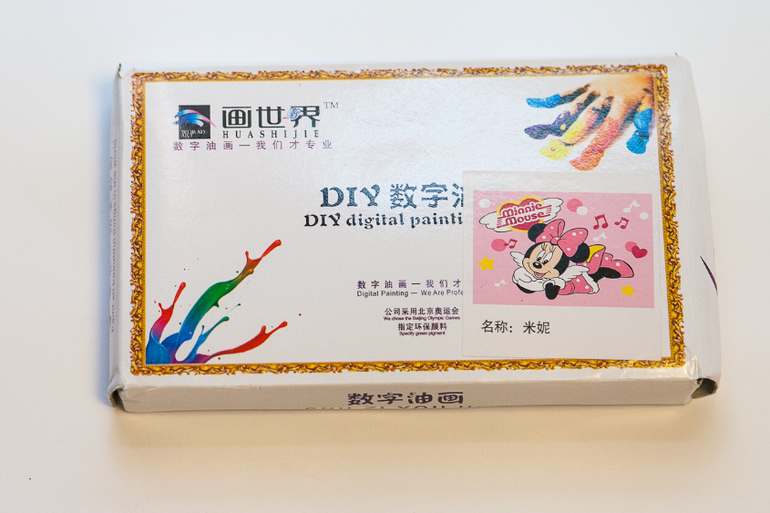 画世界™
HUASHIJIE
数字油画—我们才专业
DIY 数字油
DIY digital painti
Minnie
Mouse
数字油画—我们才
Digital Painting — We Are Profe
公司采用北京奥运会
We chose the Beijing Olympic Games
指定环保颜料
Specify green pigment
名称：米妮
数字油画